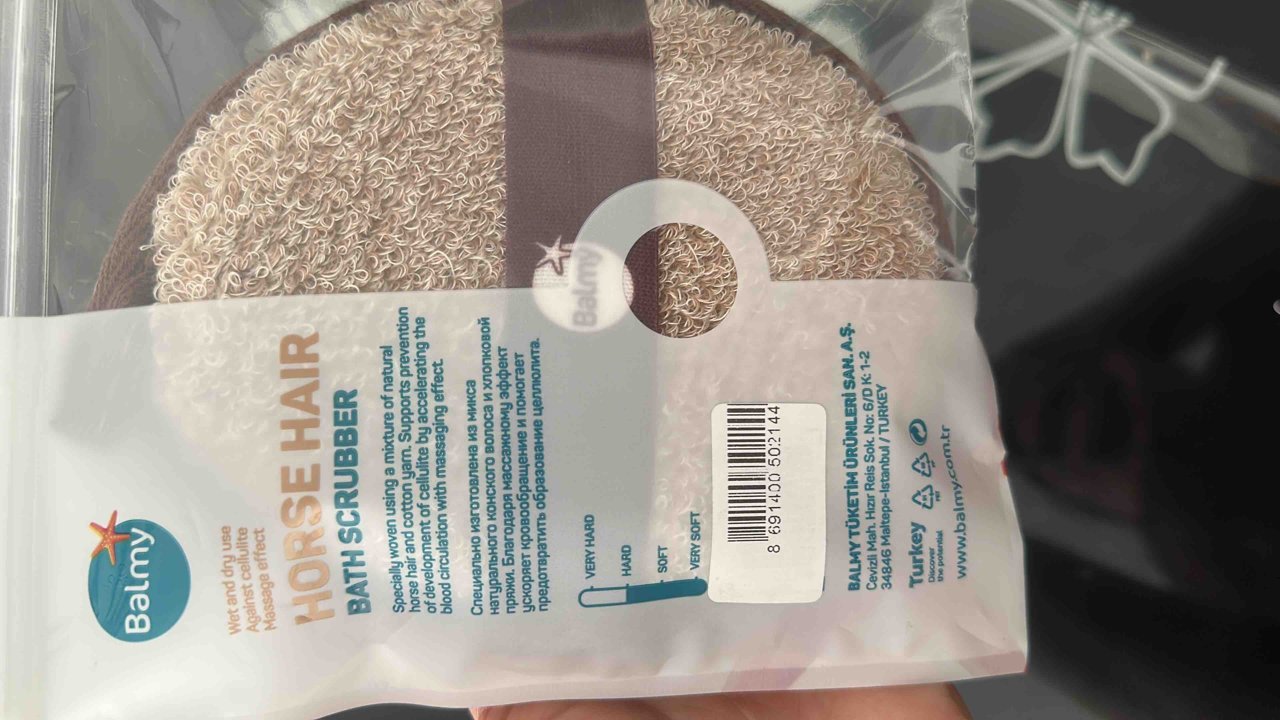 Balmy
Wet and dry use
Against cellulite
Massage effect
HORSE HAIR
BATH SCRUBBER
Specially woven using a mixture of natural
horse hair and cotton yarn. Supports prevention
of development of cellulite by accelerating the
blood circulation with massaging effect.
Специально изготовлена из микса
натурального конского волоса и хлопковой
пряжи. Благодаря массажному эффект
ускоряет кровообращение и помогает
предотвратить образование целлюлита.
Balmy
VERY HARD
HARD
SOFT
VERY SOFT
8 691400 502144
BALMY TÜKETİM ÜRÜNLERİ SAN. A.Ş.
Cevizli Mah. Hızır Reis Sok. No: 6/D K: 1-2
34846 Maltepe-İstanbul / TURKEY
Turkey
Discover
the potential
www.balmy.com.tr